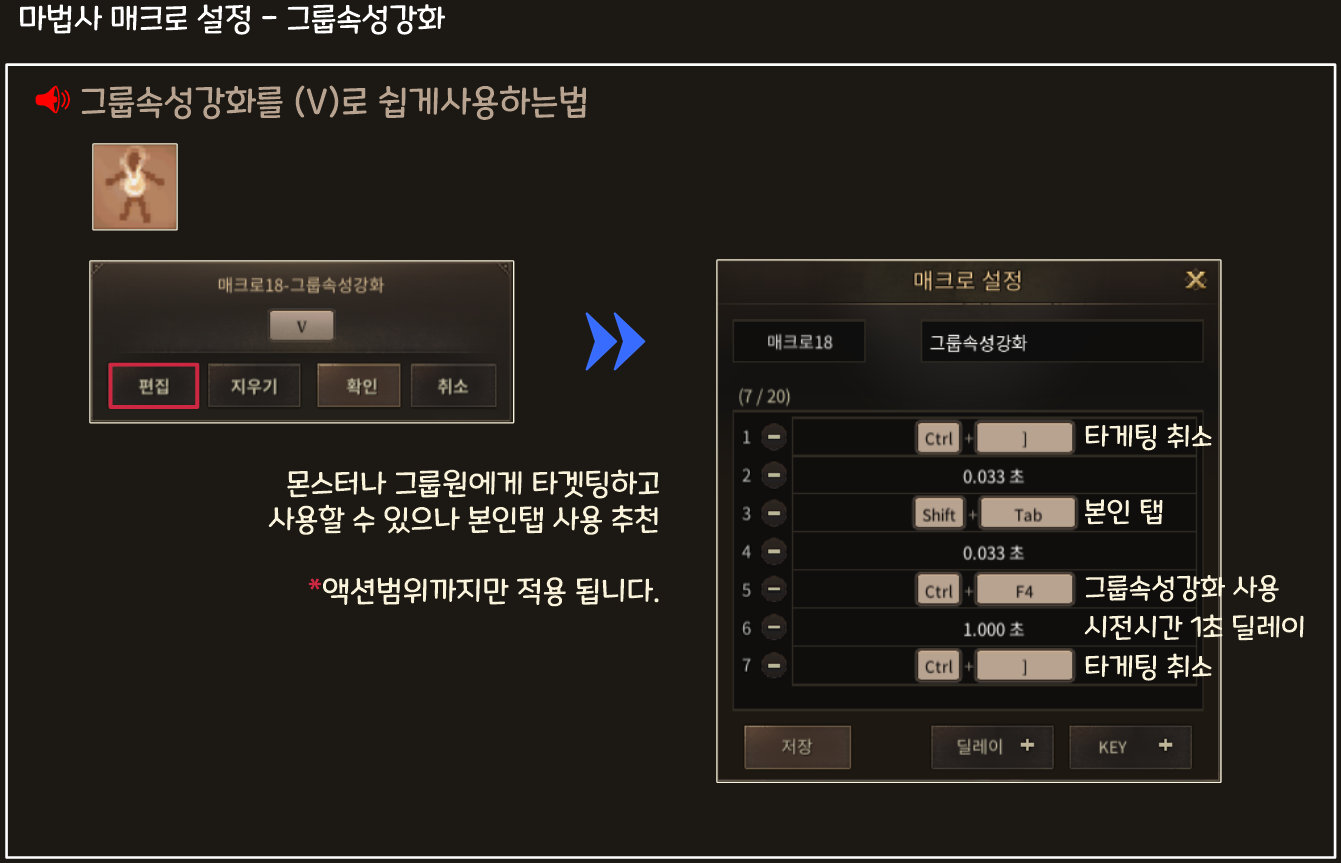 마법사 매크로 설정 - 그룹속성강화
그룹속성강화를 (V)로 쉽게사용하는법
매크로18-그룹속성강화
V
편집 지우기 확인 취소
몬스터나 그룹원에게 타겟팅하고
사용할 수 있으나 본인탭 사용 추천
*액션범위까지만 적용 됩니다.
매크로 설정 X
매크로18 그룹속성강화
(7 / 20)
1 - Ctrl + ] 타게팅 취소
2 - 0.033 초
3 - Shift + Tab 본인 탭
4 - 0.033 초
5 - Ctrl + F4 그룹속성강화 사용
6 - 1.000 초 시전시간 1초 딜레이
7 - Ctrl + ] 타게팅 취소
저장 딜레이 + KEY +